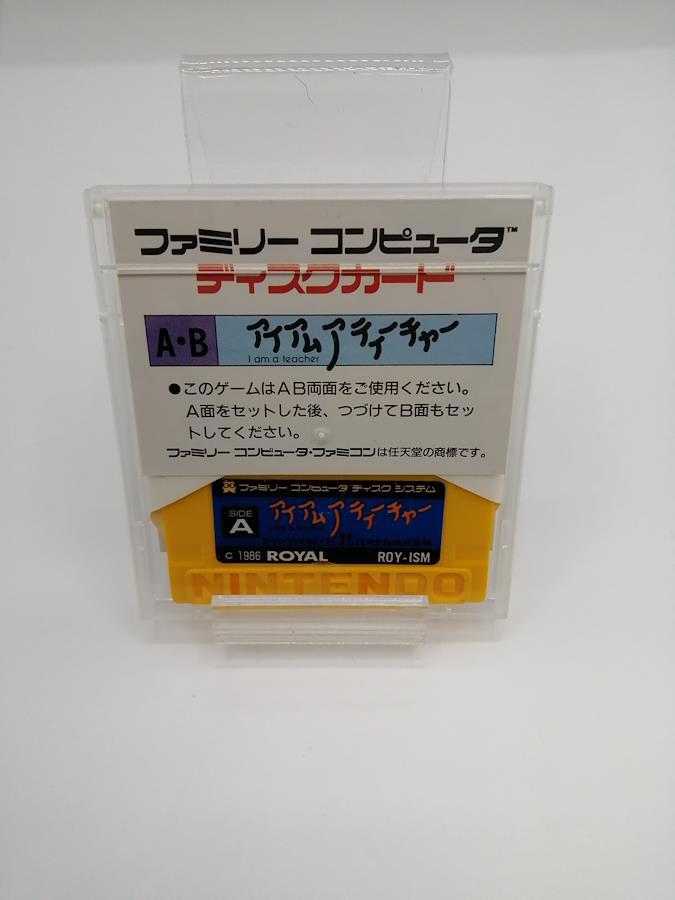 ファミリー コンピュータ™
ディスクカード
A・B
アイアムアティーチャー
I am a teacher
●このゲームはAB両面をご使用ください。
A面をセットした後、つづけてB面もセッ
トしてください。
ファミリー コンピュータ・ファミコンは任天堂の商標です。
ファミリー コンピュータ ディスク システム
SIDE
A
アイアムアティーチャー
I am a teacher
C 1986 ROYAL
ROY-ISM
NINTENDO